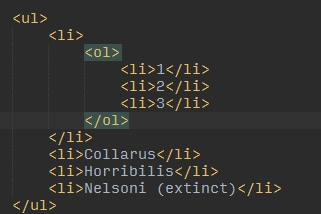 <ul>
<li>
<ol>
<li>1</li>
<li>2</li>
<li>3</li>
</ol>
</li>
<li>Collarus</li>
<li>Horribilis</li>
<li>Nelsoni (extinct)</li>
</ul>